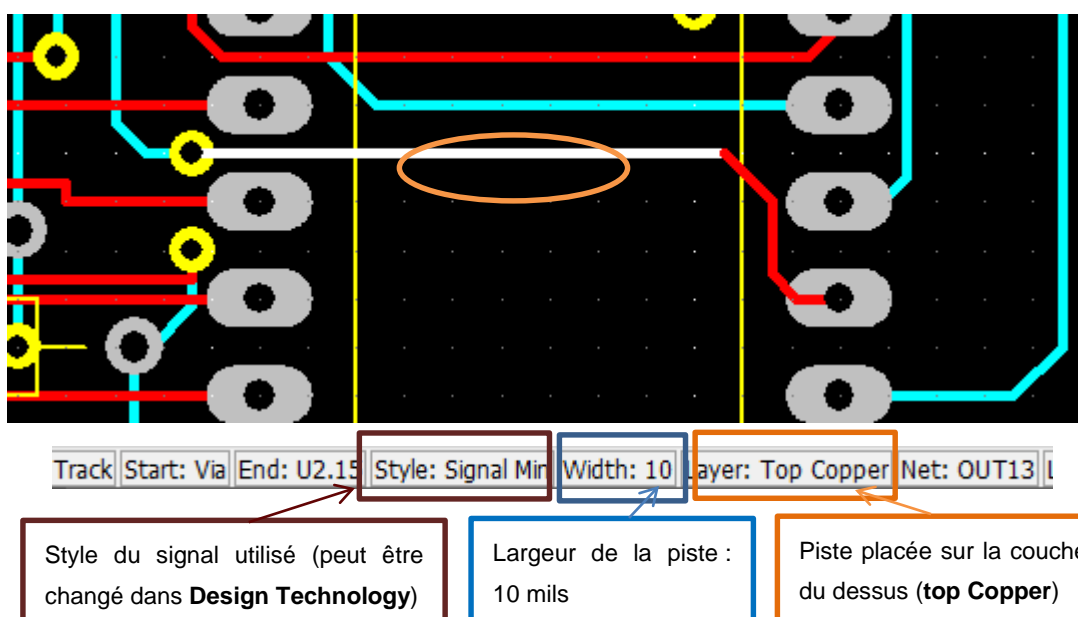 Track Start: Via End: U2.15 Style: Signal Min Width: 10 Layer: Top Copper Net: OUT13
Style du signal utilisé (peut être
changé dans Design Technology)
Largeur de la piste :
10 mils
Piste placée sur la couche
du dessus (top Copper)